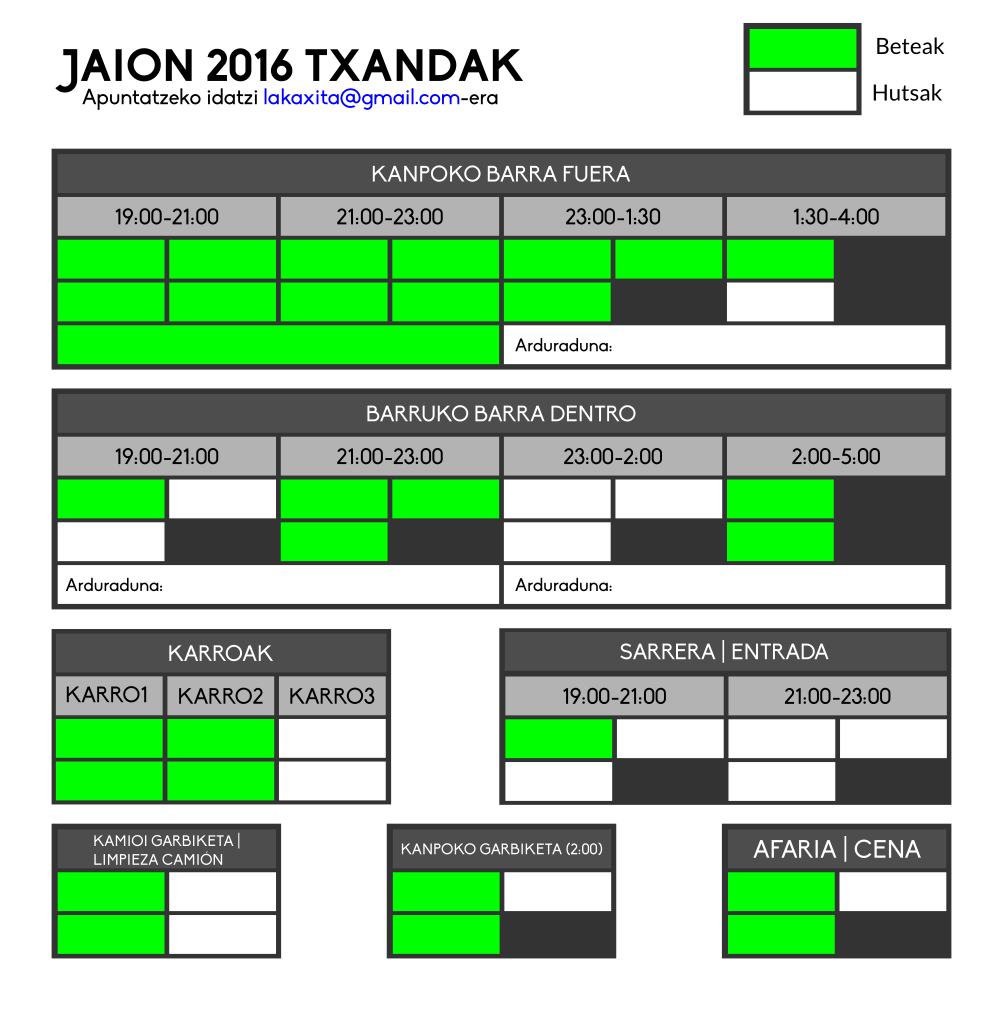 JAION 2016 TXANDAK
Apuntatzeko idatzi lakaxita@gmail.com-era
Beteak
Hutsak
KANPOKO BARRA FUERA
19:00-21:00 21:00-23:00 23:00-1:30 1:30-4:00
Arduraduna:
BARRUKO BARRA DENTRO
19:00-21:00 21:00-23:00 23:00-2:00 2:00-5:00
Arduraduna: Arduraduna:
KARROAK
KARRO1 KARRO2 KARRO3
SARRERA | ENTRADA
19:00-21:00 21:00-23:00
KAMIOI GARBIKETA |
LIMPIEZA CAMIÓN
KANPOKO GARBIKETA (2:00)
AFARIA | CENA